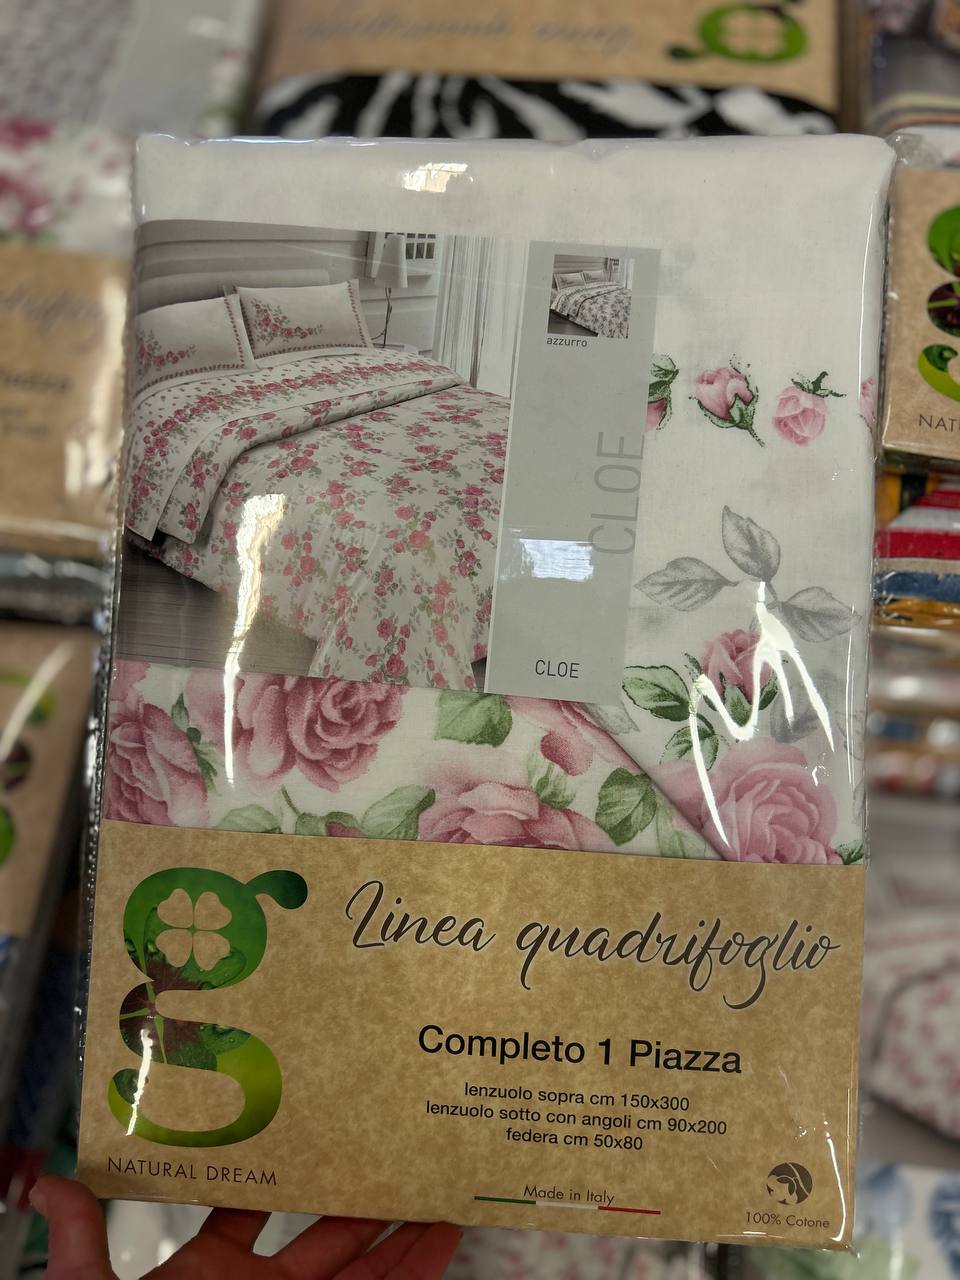 azzurro
CLOE
CLOE
Linea quadrifoglio
Completo 1 Piazza
lenzuolo sopra cm 150x300
lenzuolo sotto con angoli cm 90x200
federa cm 50x80
NATURAL DREAM
Made in Italy
100% Cotone
NAT